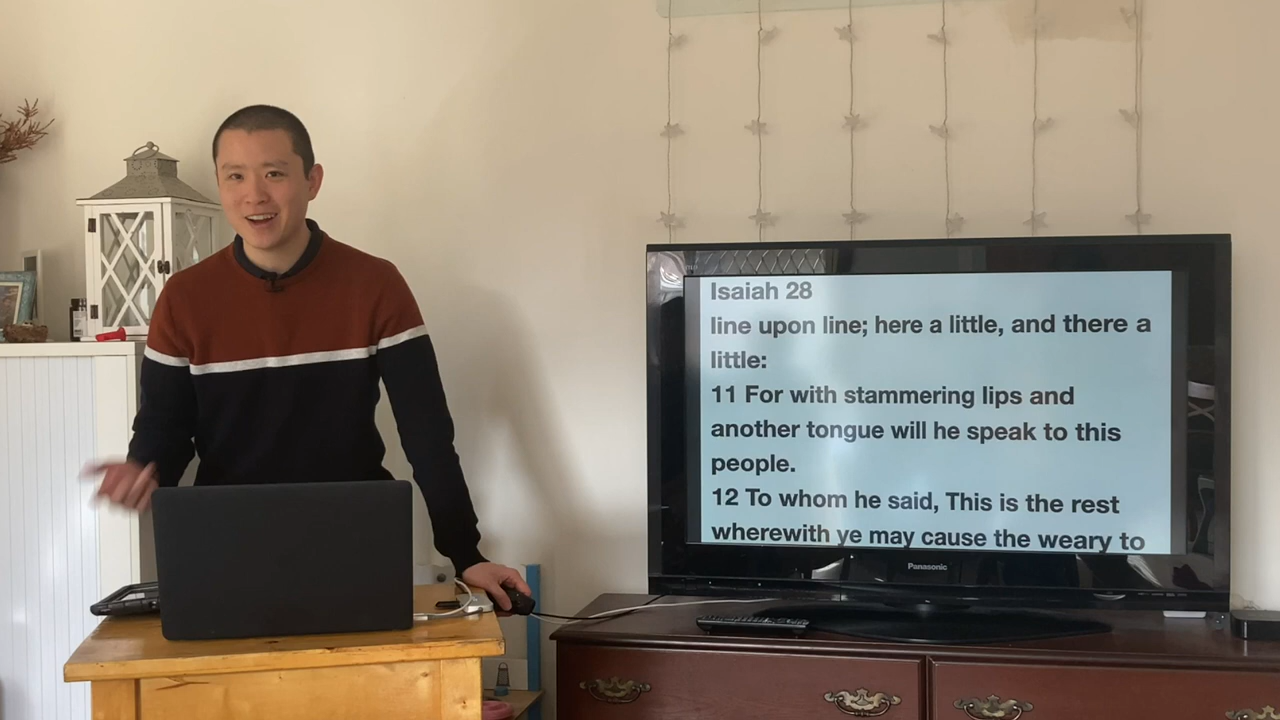 Isaiah 28
line upon line; here a little, and there a
little:
11 For with stammering lips and
another tongue will he speak to this
people.
12 To whom he said, This is the rest
wherewith ye may cause the weary to
Panasonic